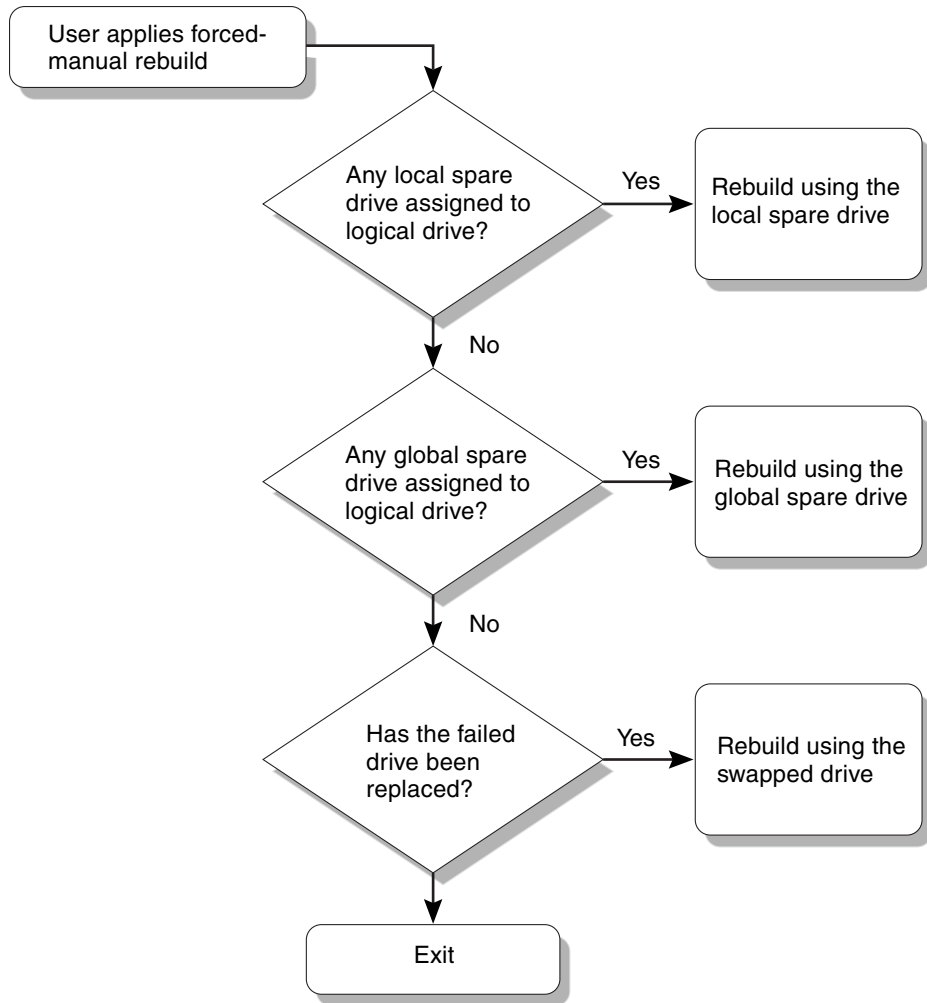 User applies forced-
manual rebuild
Any local spare
drive assigned to
logical drive?
Yes
Rebuild using the
local spare drive
No
Any global spare
drive assigned to
logical drive?
Yes
Rebuild using the
global spare drive
No
Has the failed
drive been
replaced?
Yes
Rebuild using the
swapped drive
Exit